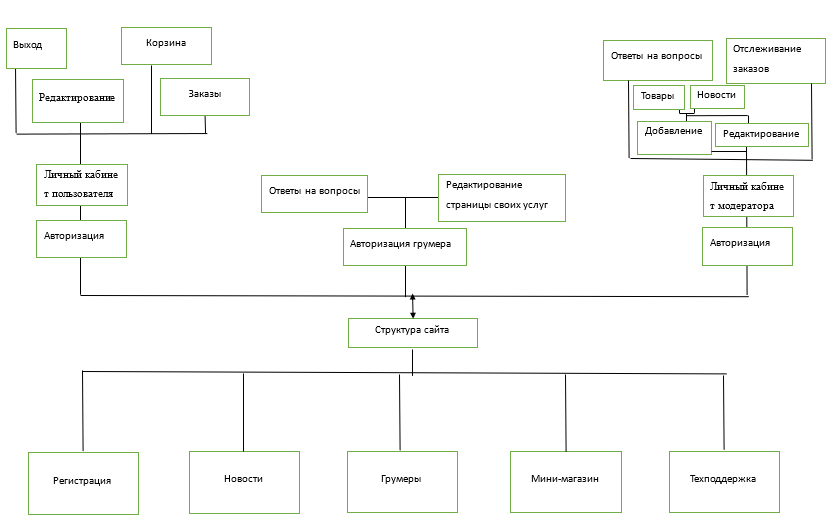 Выход
Корзина
Редактирование
Заказы
Ответы на вопросы
Отслеживание
заказов
Товары
Новости
Добавление
Редактирование
Личный кабине
т пользователя
Авторизация
Ответы на вопросы
Редактирование
страницы своих услуг
Авторизация грумера
Личный кабине
т модератора
Авторизация
Структура сайта
Регистрация
Новости
Грумеры
Мини-магазин
Техподдержка